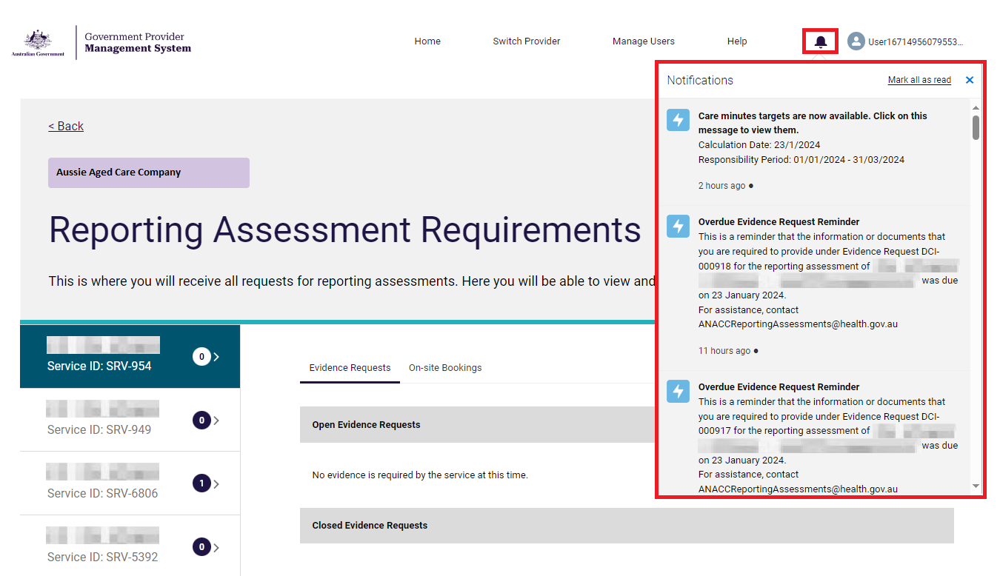 Australian Government
Government Provider
Management System
Home
Switch Provider
Manage Users
Help
User16714956079553...
Notifications
Mark all as read
Care minutes targets are now available. Click on this
message to view them.
Calculation Date: 23/1/2024
Responsibility Period: 01/01/2024 - 31/03/2024
2 hours ago
Overdue Evidence Request Reminder
This is a reminder that the information or documents that
you are required to provide under Evidence Request DCI-
000918 for the reporting assessment of
was due
on 23 January 2024.
For assistance, contact
ANACCReportingAssessments@health.gov.au
11 hours ago
Overdue Evidence Request Reminder
This is a reminder that the information or documents that
you are required to provide under Evidence Request DCI-
000917 for the reporting assessment of
was due
on 23 January 2024.
For assistance, contact
ANACCReportingAssessments@health.gov.au
< Back
Aussie Aged Care Company
Reporting Assessment Requirements
This is where you will receive all requests for reporting assessments. Here you will be able to view and
Service ID: SRV-954
0
Service ID: SRV-949
0
Service ID: SRV-6806
1
Service ID: SRV-5392
0
Evidence Requests
On-site Bookings
Open Evidence Requests
No evidence is required by the service at this time.
Closed Evidence Requests